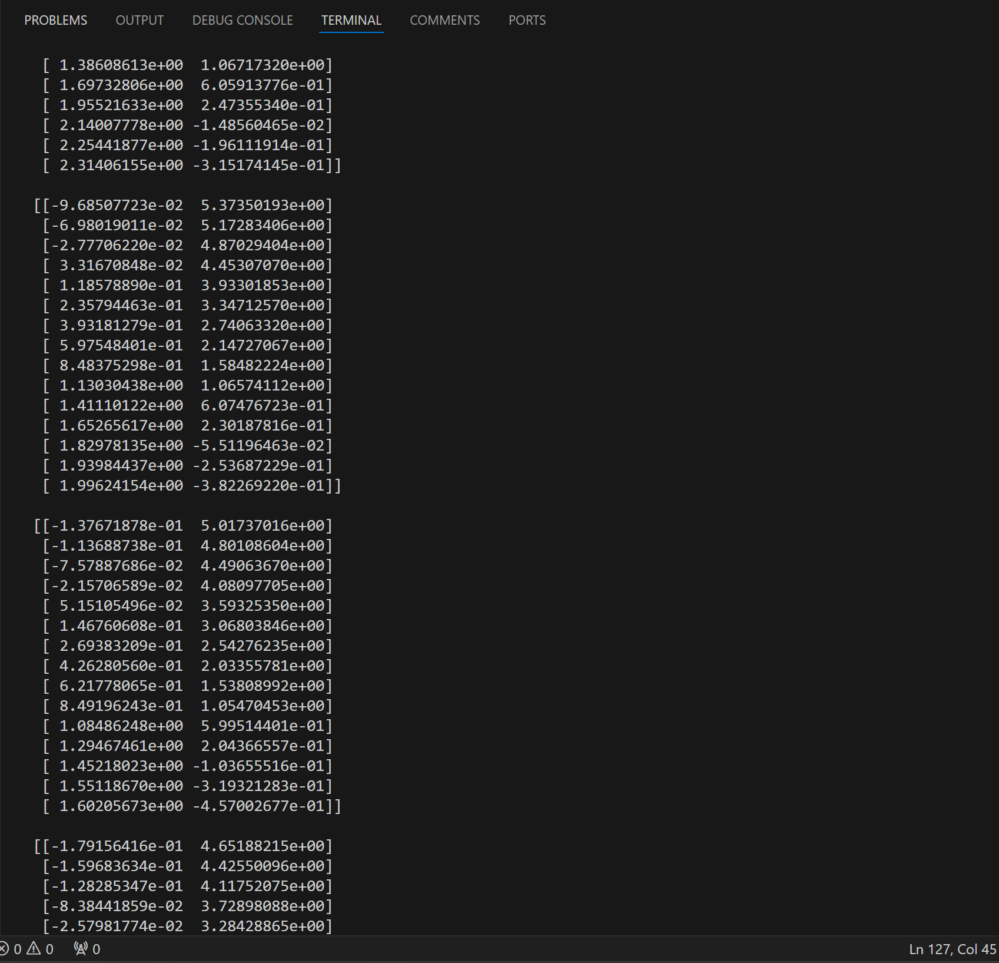 PROBLEMS OUTPUT DEBUG CONSOLE TERMINAL COMMENTS PORTS
[ 1.38608613e+00  1.06717320e+00]
[ 1.69732806e+00  6.05913776e-01]
[ 1.95521633e+00  2.47355340e-01]
[ 2.14007778e+00 -1.48560465e-02]
[ 2.25441877e+00 -1.96111914e-01]
[ 2.31406155e+00 -3.15174145e-01]]
[[-9.68507723e-02  5.37350193e+00]
[-6.98019011e-02  5.17283406e+00]
[-2.77706220e-02  4.87029404e+00]
[ 3.31670848e-02  4.45307070e+00]
[ 1.18578890e-01  3.93301853e+00]
[ 2.35794463e-01  3.34712570e+00]
[ 3.93181279e-01  2.74063320e+00]
[ 5.97548401e-01  2.14727067e+00]
[ 8.48375298e-01  1.58482224e+00]
[ 1.13030438e+00  1.06574112e+00]
[ 1.41110122e+00  6.07476723e-01]
[ 1.65265617e+00  2.30187816e-01]
[ 1.82978135e+00 -5.51196463e-02]
[ 1.93984437e+00 -2.53687229e-01]
[ 1.99624154e+00 -3.82269220e-01]]
[[-1.37671878e-01  5.01737016e+00]
[-1.13688738e-01  4.80108604e+00]
[-7.57887686e-02  4.49063670e+00]
[-2.15706589e-02  4.08097705e+00]
[ 5.15105496e-02  3.59325350e+00]
[ 1.46760608e-01  3.06803846e+00]
[ 2.69383209e-01  2.54276235e+00]
[ 4.26280560e-01  2.03355781e+00]
[ 6.21778065e-01  1.53808992e+00]
[ 8.49196243e-01  1.05470453e+00]
[ 1.08486248e+00  5.99514401e-01]
[ 1.29467461e+00  2.04366557e-01]
[ 1.45218023e+00 -1.03655516e-01]
[ 1.55118670e+00 -3.19321283e-01]
[ 1.60205673e+00 -4.57002677e-01]]
[[-1.79156416e-01  4.65188215e+00]
[-1.59683634e-01  4.42550096e+00]
[-1.28285347e-01  4.11752075e+00]
[-8.38441859e-02  3.72898088e+00]
[-2.57981774e-02  3.28428865e+00]
0 0 0 Ln 127, Col 45